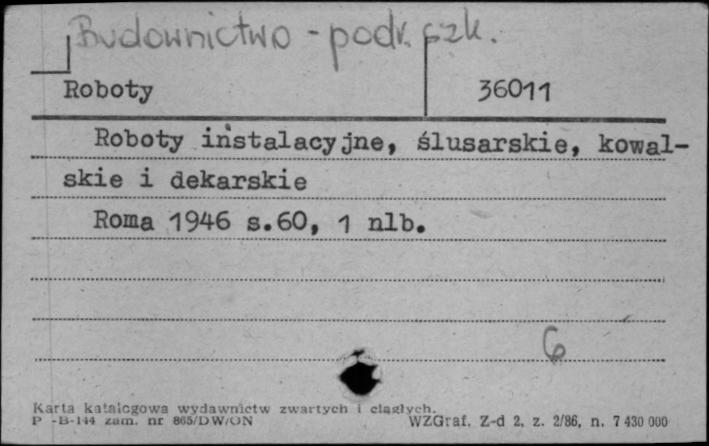 Budownictwo - podr. szk.
Roboty 36011
Roboty instalacyjne, ślusarskie, kowal-
skie i dekarskie
Roma 1946 s.60, 1 nlb.
6
Karta katalogowa wydawnictw zwartych i ciągłych.
P -B-144 zam. nr 865/DW/ON WZGraf. Z-d 2, z. 2/86, n. 7 430 000